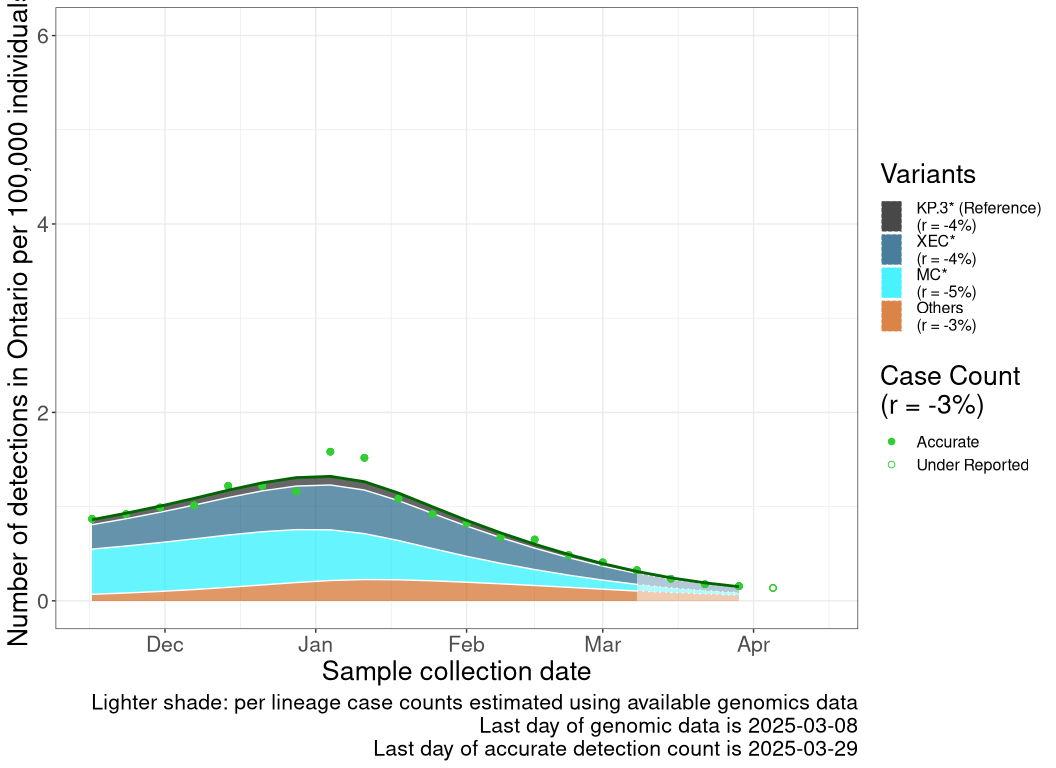 Number of detections in Ontario per 100,000 individuals
6
4
2
0
Dec Jan Feb Mar Apr
Sample collection date
Lighter shade: per lineage case counts estimated using available genomics data
Last day of genomic data is 2025-03-08
Last day of accurate detection count is 2025-03-29
Variants
KP.3* (Reference)
(r = -4%)
XEC*
(r = -4%)
MC*
(r = -5%)
Others
(r = -3%)
Case Count
(r = -3%)
Accurate
Under Reported